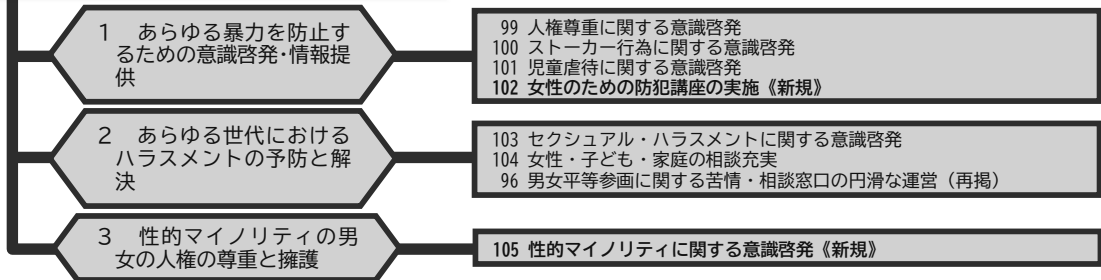 1　あらゆる暴力を防止す
るための意識啓発・情報提
供
99 人権尊重に関する意識啓発
100 ストーカー行為に関する意識啓発
101 児童虐待に関する意識啓発
102 女性のための防犯講座の実施《新規》
2　あらゆる世代における
ハラスメントの予防と解
決
103 セクシュアル・ハラスメントに関する意識啓発
104 女性・子ども・家庭の相談充実
96 男女平等参画に関する苦情・相談窓口の円滑な運営（再掲）
3　性的マイノリティの男
女の人権の尊重と擁護
105 性的マイノリティに関する意識啓発《新規》